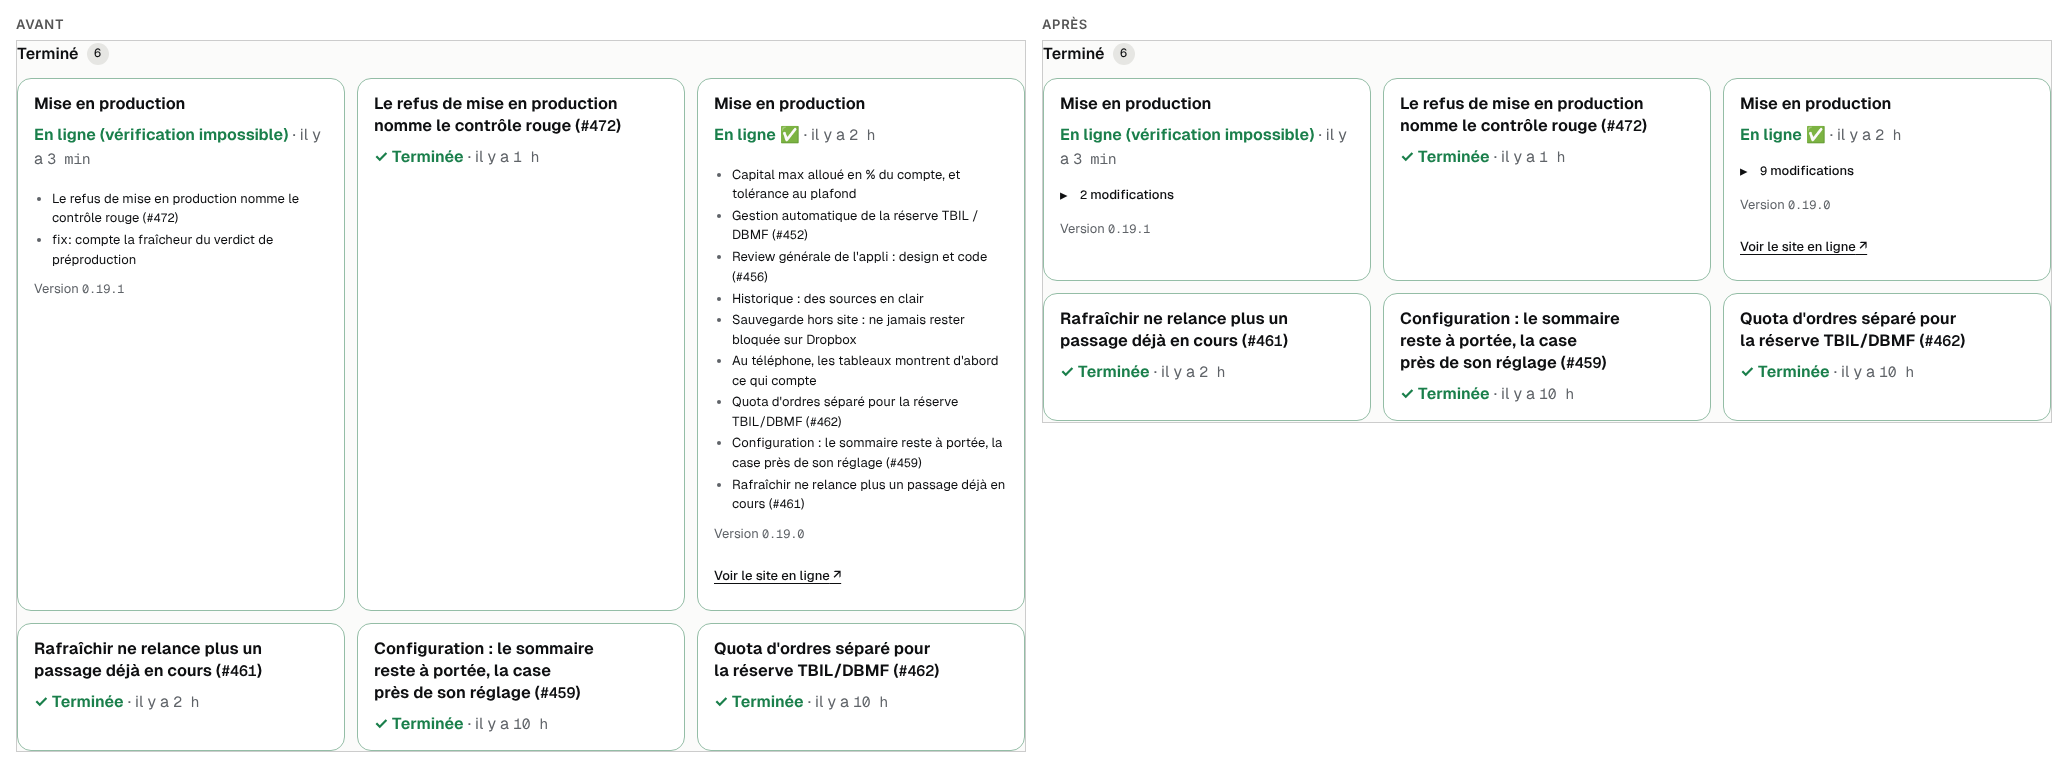 AVANT
Terminé 6
Mise en production
En ligne (vérification impossible) · il y
a 3 min
• Le refus de mise en production nomme le
contrôle rouge (#472)
• fix: compte la fraîcheur du verdict de
préproduction
Version 0.19.1
Le refus de mise en production
nomme le contrôle rouge (#472)
✓ Terminée · il y a 1 h
Mise en production
En ligne ✅ · il y a 2 h
• Capital max alloué en % du compte, et
tolérance au plafond
• Gestion automatique de la réserve TBIL /
DBMF (#452)
• Review générale de l'appli : design et code
(#456)
• Historique : des sources en clair
• Sauvegarde hors site : ne jamais rester
bloquée sur Dropbox
• Au téléphone, les tableaux montrent d'abord
ce qui compte
• Quota d'ordres séparé pour la réserve
TBIL/DBMF (#462)
• Configuration : le sommaire reste à portée, la
case près de son réglage (#459)
• Rafraîchir ne relance plus un passage déjà en
cours (#461)
Version 0.19.0
Voir le site en ligne ↗
Rafraîchir ne relance plus un
passage déjà en cours (#461)
✓ Terminée · il y a 2 h
Configuration : le sommaire
reste à portée, la case
près de son réglage (#459)
✓ Terminée · il y a 10 h
Quota d'ordres séparé pour
la réserve TBIL/DBMF (#462)
✓ Terminée · il y a 10 h
APRÈS
Terminé 6
Mise en production
En ligne (vérification impossible) · il y
a 3 min
▸ 2 modifications
Version 0.19.1
Le refus de mise en production
nomme le contrôle rouge (#472)
✓ Terminée · il y a 1 h
Mise en production
En ligne ✅ · il y a 2 h
▸ 9 modifications
Version 0.19.0
Voir le site en ligne ↗
Rafraîchir ne relance plus un
passage déjà en cours (#461)
✓ Terminée · il y a 2 h
Configuration : le sommaire
reste à portée, la case
près de son réglage (#459)
✓ Terminée · il y a 10 h
Quota d'ordres séparé pour
la réserve TBIL/DBMF (#462)
✓ Terminée · il y a 10 h